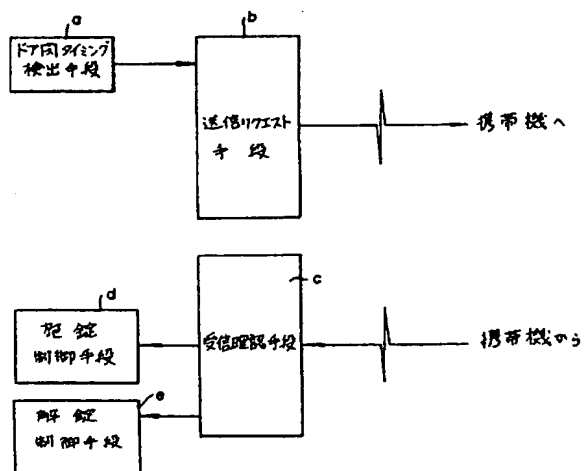 a
ドア閉タイミング
検出手段
b
送信リクエスト
手段
携帯機へ
c
受信確認手段
d
施錠
制御手段
携帯機から
e
解錠
制御手段